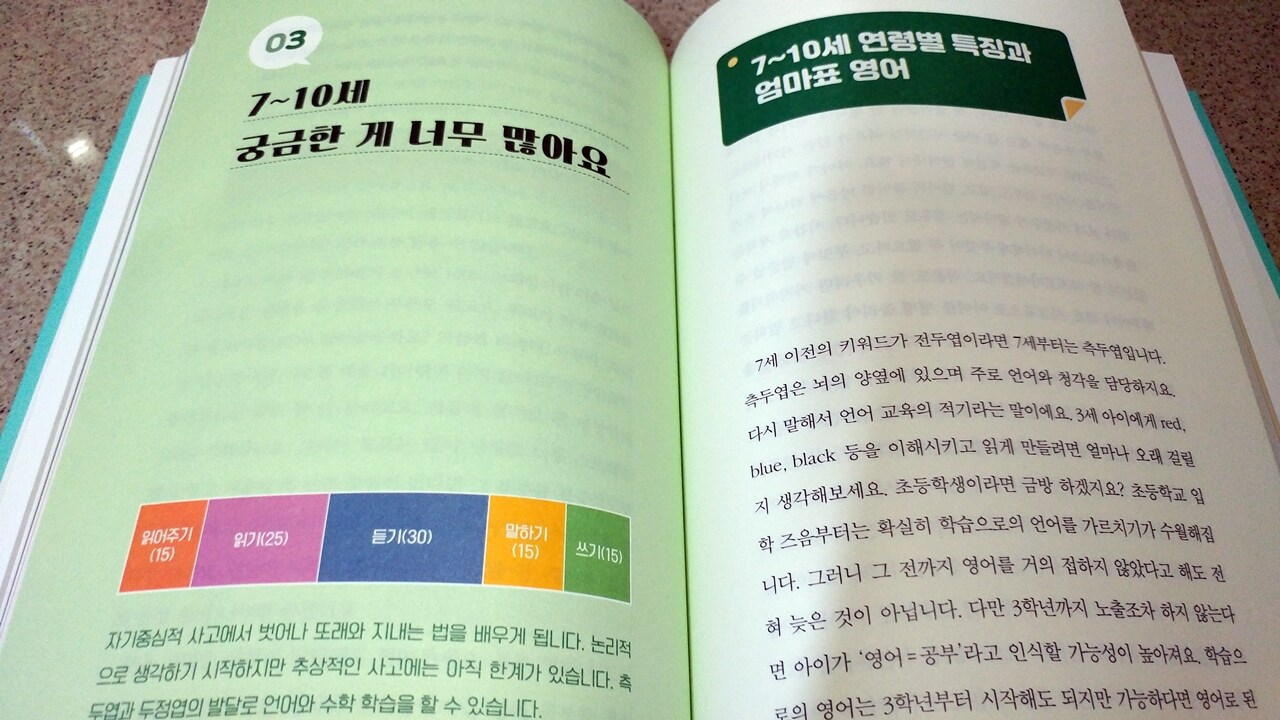 03
7~10세
궁금한 게 너무 많아요
읽어주기
(15)
읽기(25)
듣기(30)
말하기
(15)
쓰기(15)
자기중심적 사고에서 벗어나 또래와 지내는 법을 배우게 됩니다. 논리적
으로 생각하기 시작하지만 추상적인 사고에는 아직 한계가 있습니다. 측
두엽과 두정엽의 발달로 언어와 수학 학습을 할 수 있습니다.
7~10세 연령별 특징과
엄마표 영어
7세 이전의 키워드가 전두엽이라면 7세부터는 측두엽입니다.
측두엽은 뇌의 양옆에 있으며 주로 언어와 청각을 담당하지요.
다시 말해서 언어 교육의 적기라는 말이에요. 3세 아이에게 red,
blue, black 등을 이해시키고 읽게 만들려면 얼마나 오래 걸릴
지 생각해보세요. 초등학생이라면 금방 하겠지요? 초등학교 입
학 즈음부터는 확실히 학습으로의 언어를 가르치기가 수월해집
니다. 그러니 그 전까지 영어를 거의 접하지 않았다고 해도 전
혀 늦은 것이 아닙니다. 다만 3학년까지 노출조차 하지 않는다
면 아이가 ‘영어=공부’라고 인식할 가능성이 높아져요. 학습으
로의 영어는 3학년부터 시작해도 되지만 가능하다면 영어로 된